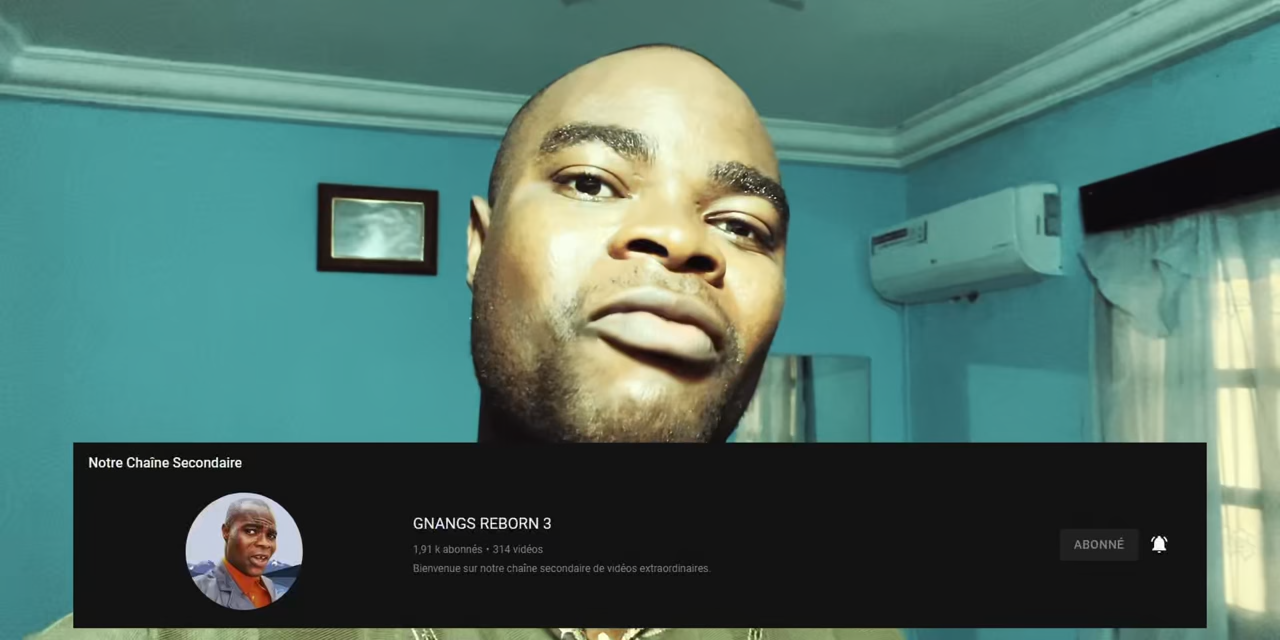 Notre Chaîne Secondaire
GNANGS REBORN 3
1,91 k abonnés • 314 vidéos
Bienvenue sur notre chaîne secondaire de vidéos extraordinaires.
ABONNÉ